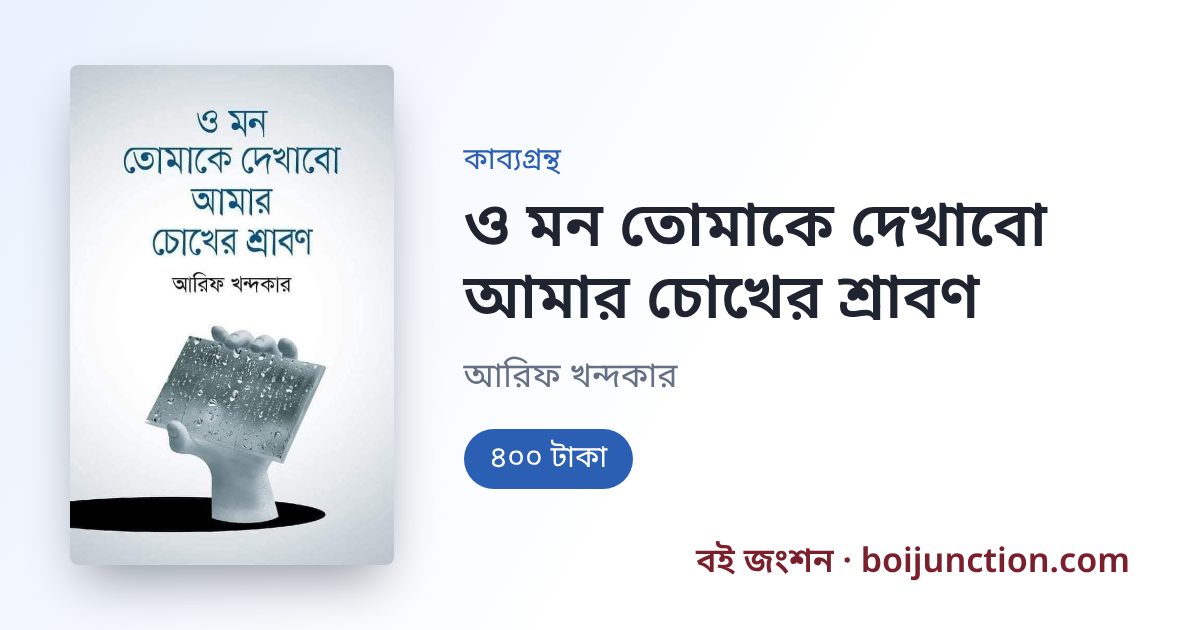 ও মন
তোমাকে দেখাবো
আমার
চোখের শ্রাবণ
আরিফ খন্দকার
কাব্যগ্রন্থ
ও মন তোমাকে দেখাবো
আমার চোখের শ্রাবণ
আরিফ খন্দকার
৪০০ টাকা
বই জংশন · boijunction.com